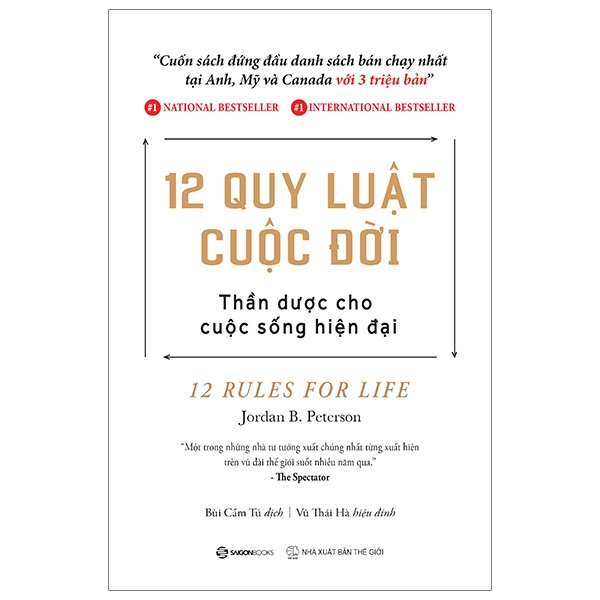 “Cuốn sách đứng đầu danh sách bán chạy nhất
tại Anh, Mỹ và Canada với 3 triệu bản”
#1 NATIONAL BESTSELLER #1 INTERNATIONAL BESTSELLER
12 QUY LUẬT
CUỘC ĐỜI
Thần dược cho
cuộc sống hiện đại
12 RULES FOR LIFE
Jordan B. Peterson
“Một trong những nhà tư tưởng xuất chúng nhất từng xuất hiện
trên vũ đài thế giới suốt nhiều năm qua.”
- The Spectator
Bùi Cẩm Tú dịch | Vũ Thái Hà hiệu đính
SAIGONBOOKS NHÀ XUẤT BẢN THẾ GIỚI